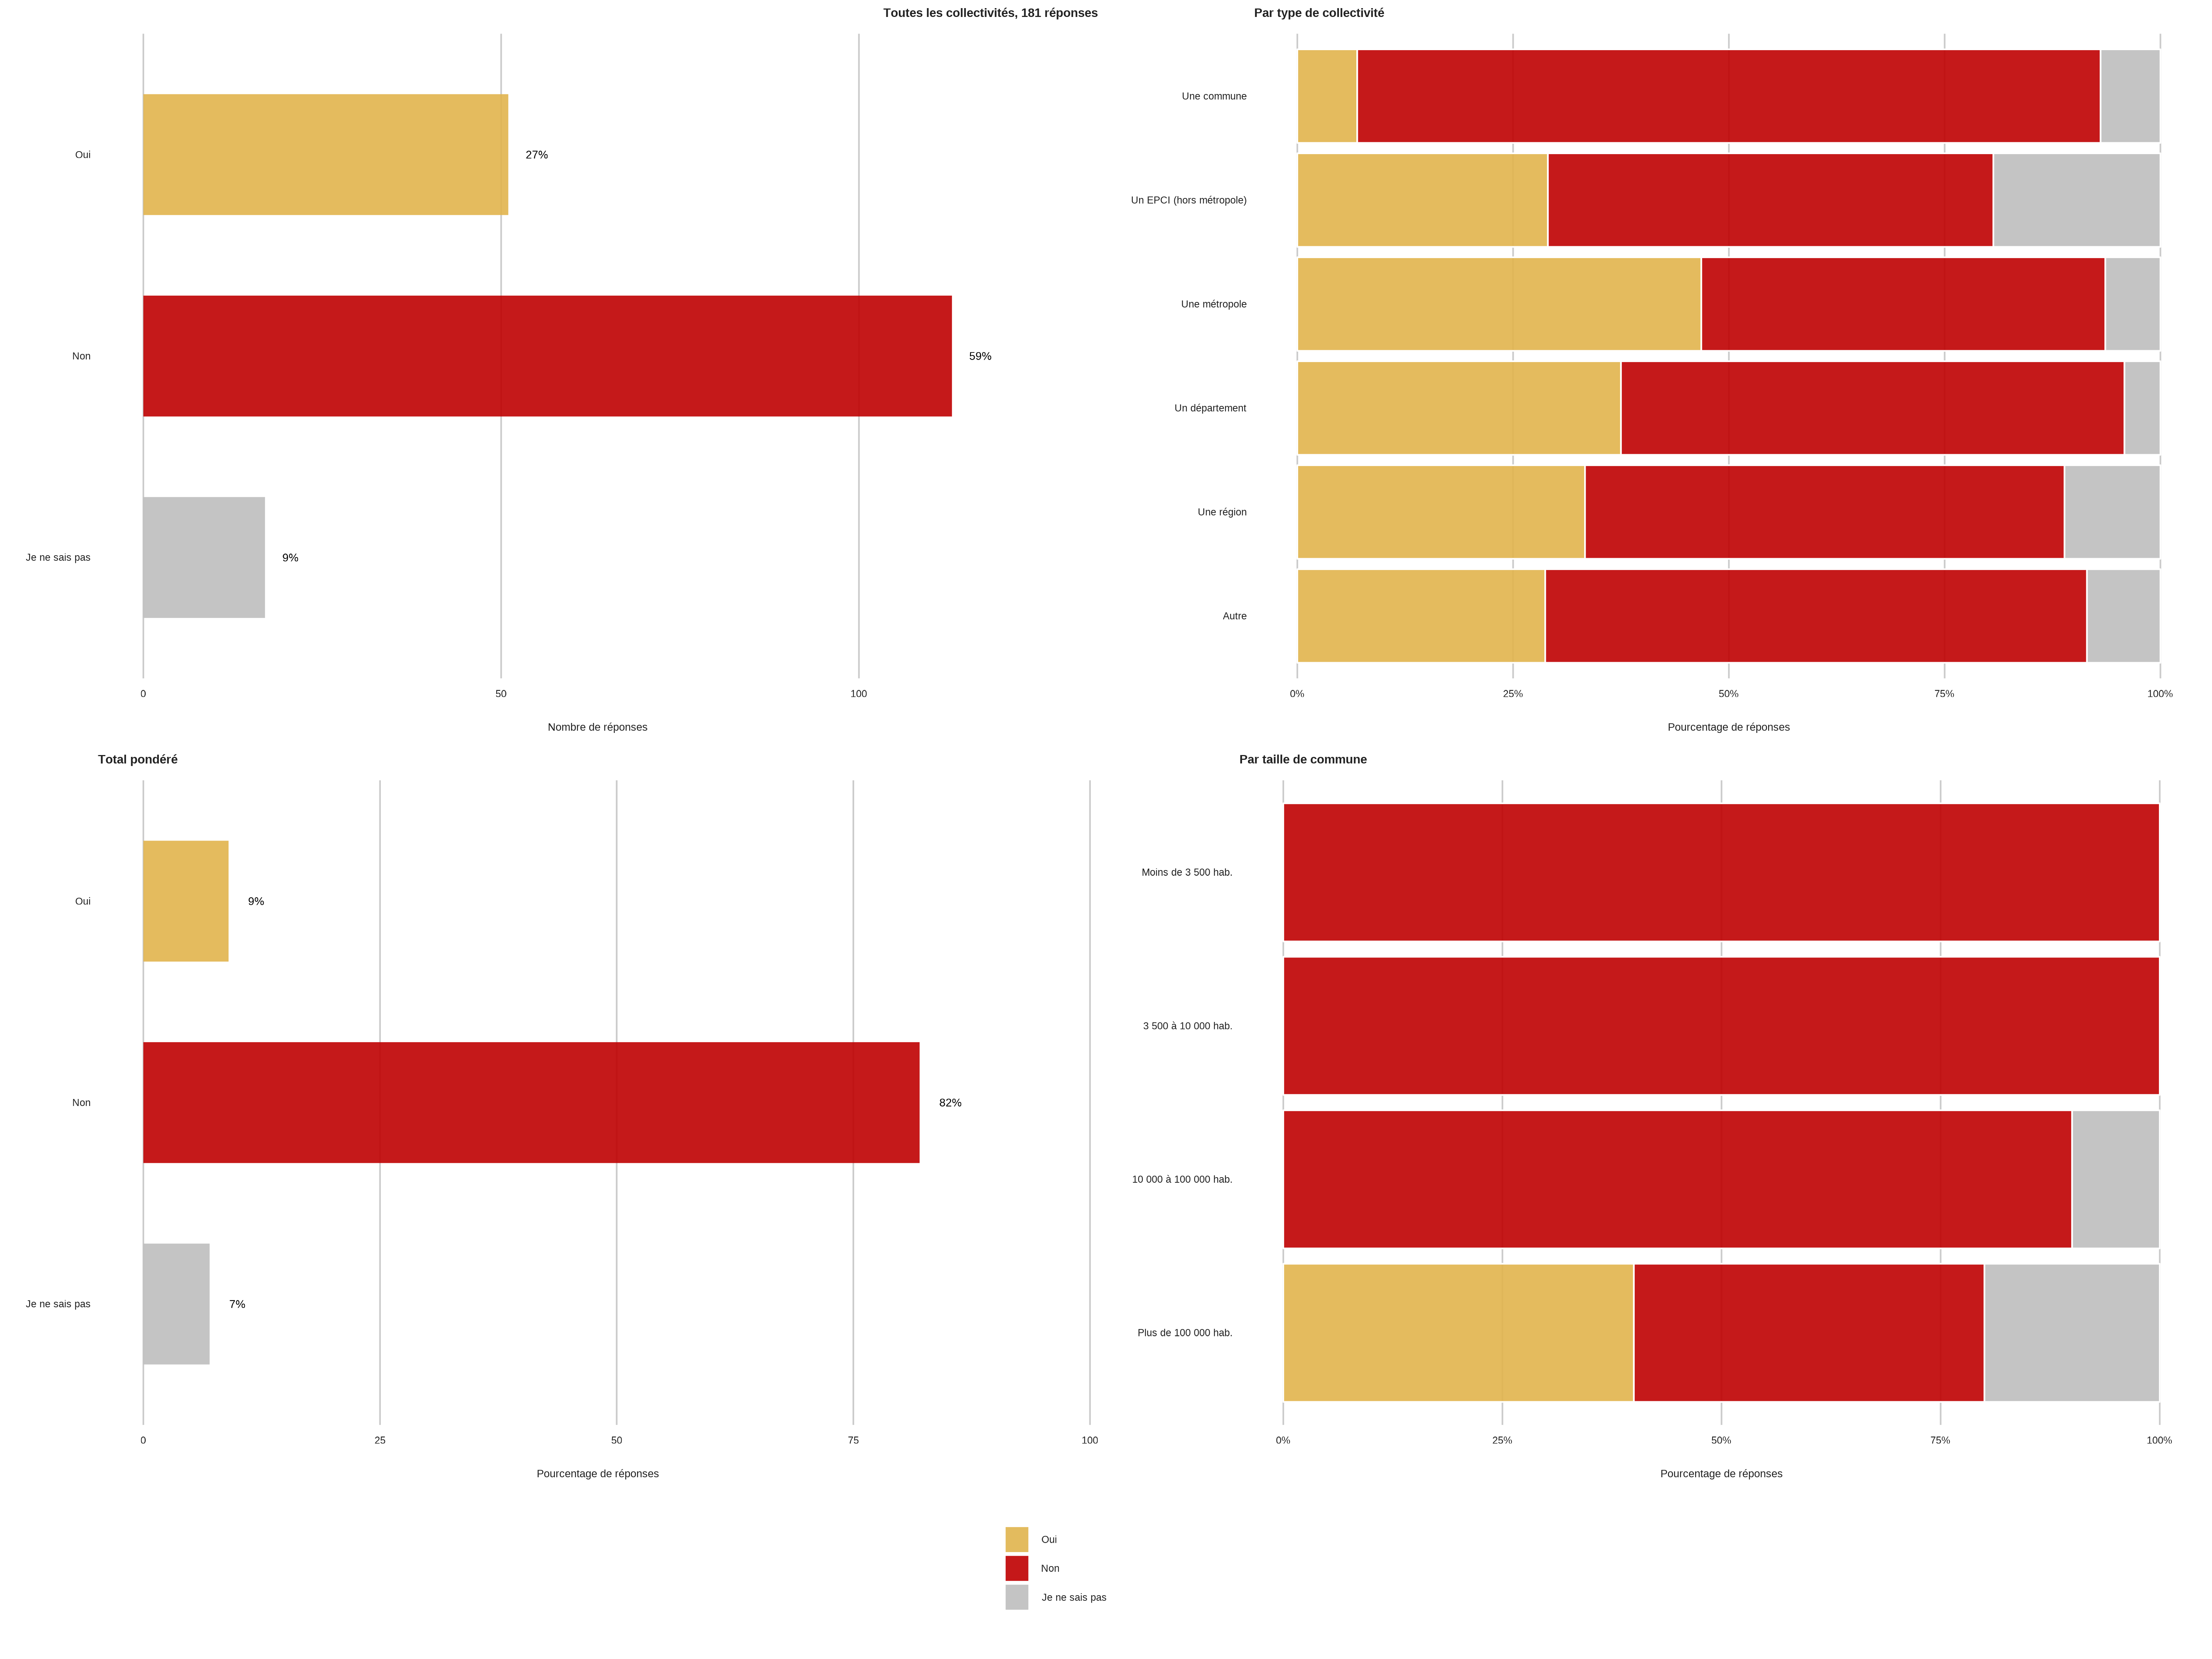 Toutes les collectivités, 181 réponses
Oui
27%
Non
59%
Je ne sais pas
9%
0 50 100
Nombre de réponses
Par type de collectivité
Une commune
Un EPCI (hors métropole)
Une métropole
Un département
Une région
Autre
0% 25% 50% 75% 100%
Pourcentage de réponses
Total pondéré
Oui
9%
Non
82%
Je ne sais pas
7%
0 25 50 75 100
Pourcentage de réponses
Par taille de commune
Moins de 3 500 hab.
3 500 à 10 000 hab.
10 000 à 100 000 hab.
Plus de 100 000 hab.
0% 25% 50% 75% 100%
Pourcentage de réponses
Oui
Non
Je ne sais pas